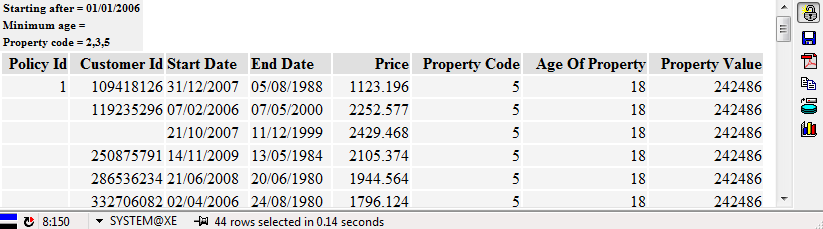 Starting after = 01/01/2006
Minimum age =
Property code = 2,3,5
Policy Id Customer Id Start Date End Date Price Property Code Age Of Property Property Value
1 109418126 31/12/2007 05/08/1988 1123.196 5 18 242486
119235296 07/02/2006 07/05/2000 2252.577 5 18 242486
21/10/2007 11/12/1999 2429.468 5 18 242486
250875791 14/11/2009 13/05/1984 2105.374 5 18 242486
286536234 21/06/2008 20/06/1980 1944.564 5 18 242486
332706082 02/04/2006 24/08/1980 1796.124 5 18 242486
8:150 SYSTEM@XE 44 rows selected in 0.14 seconds